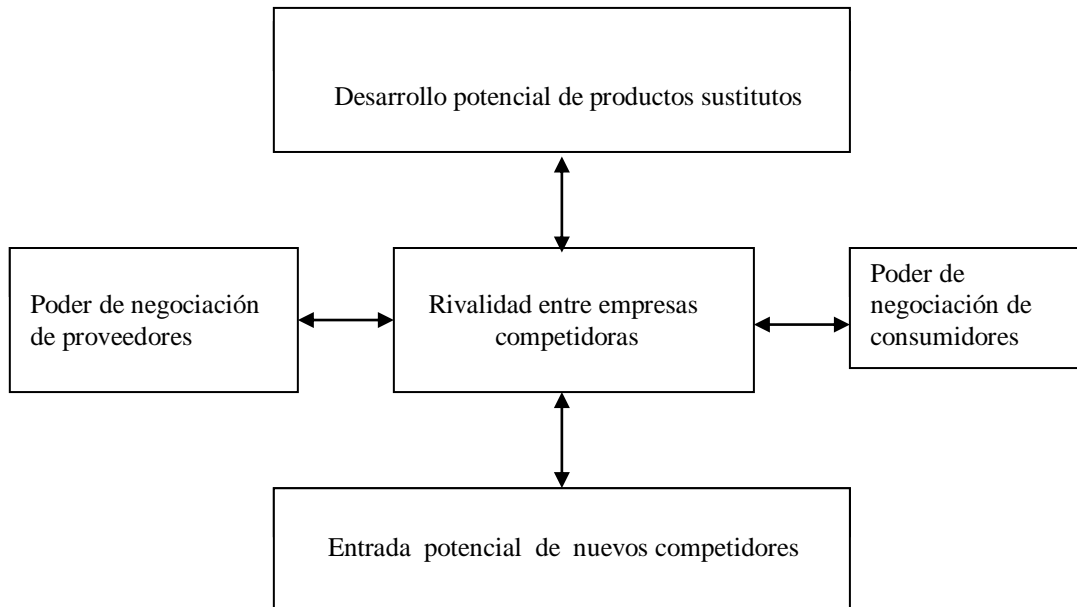 Desarrollo potencial de productos sustitutos
Poder de negociación
de proveedores
Rivalidad entre empresas
competidoras
Poder de
negociación de
consumidores
Entrada potencial de nuevos competidores